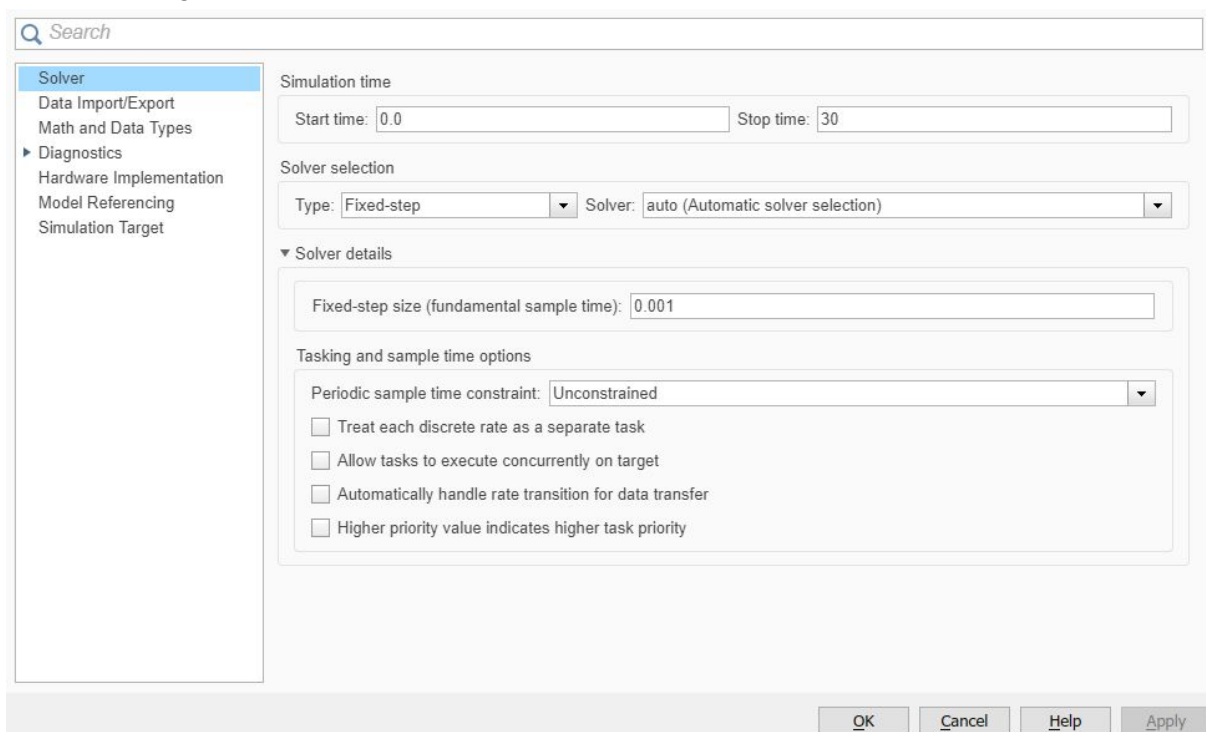 Search
Solver
Data Import/Export
Math and Data Types
Diagnostics
Hardware Implementation
Model Referencing
Simulation Target
Simulation time
Start time: 0.0 Stop time: 30
Solver selection
Type: Fixed-step Solver: auto (Automatic solver selection)
Solver details
Fixed-step size (fundamental sample time): 0.001
Tasking and sample time options
Periodic sample time constraint: Unconstrained
Treat each discrete rate as a separate task
Allow tasks to execute concurrently on target
Automatically handle rate transition for data transfer
Higher priority value indicates higher task priority
OK Cancel Help Apply